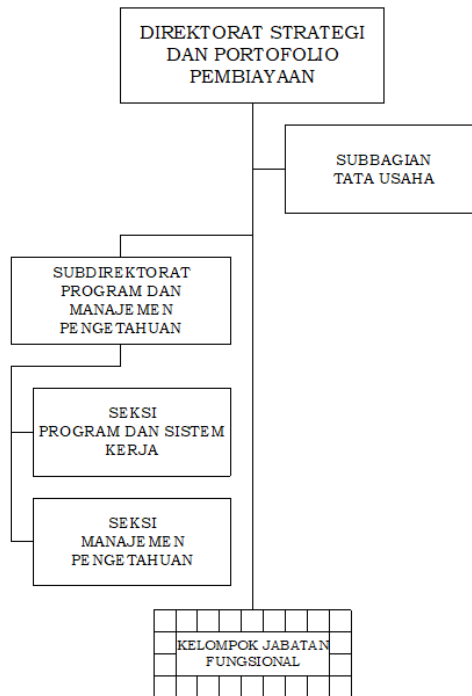 DIREKTORAT STRATEGI
DAN PORTOFOLIO
PEMBIAYAAN
SUBBAGIAN
TATA USAHA
SUBDIREKTORAT
PROGRAM DAN
MANAJEMEN
PENGETAHUAN
SEKSI
PROGRAM DAN SISTEM
KERJA
SEKSI
MANAJEMEN
PENGETAHUAN
KELOMPOK JABATAN
FUNGSIONAL